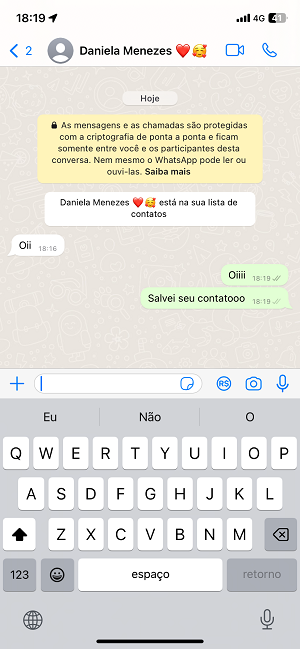 18:19 4G 41
2 Daniela Menezes ❤️🥰
Hoje
As mensagens e as chamadas são protegidas
com a criptografia de ponta a ponta e ficam
somente entre você e os participantes desta
conversa. Nem mesmo o WhatsApp pode ler ou
ouvi-las. Saiba mais
Daniela Menezes ❤️🥰 está na sua lista de
contatos
Oii 18:16
Oiiii 18:19
Salvei seu contatooo 18:19
R$
Eu Não O
Q W E R T Y U I O P
A S D F G H J K L
Z X C V B N M
123 espaço retorno